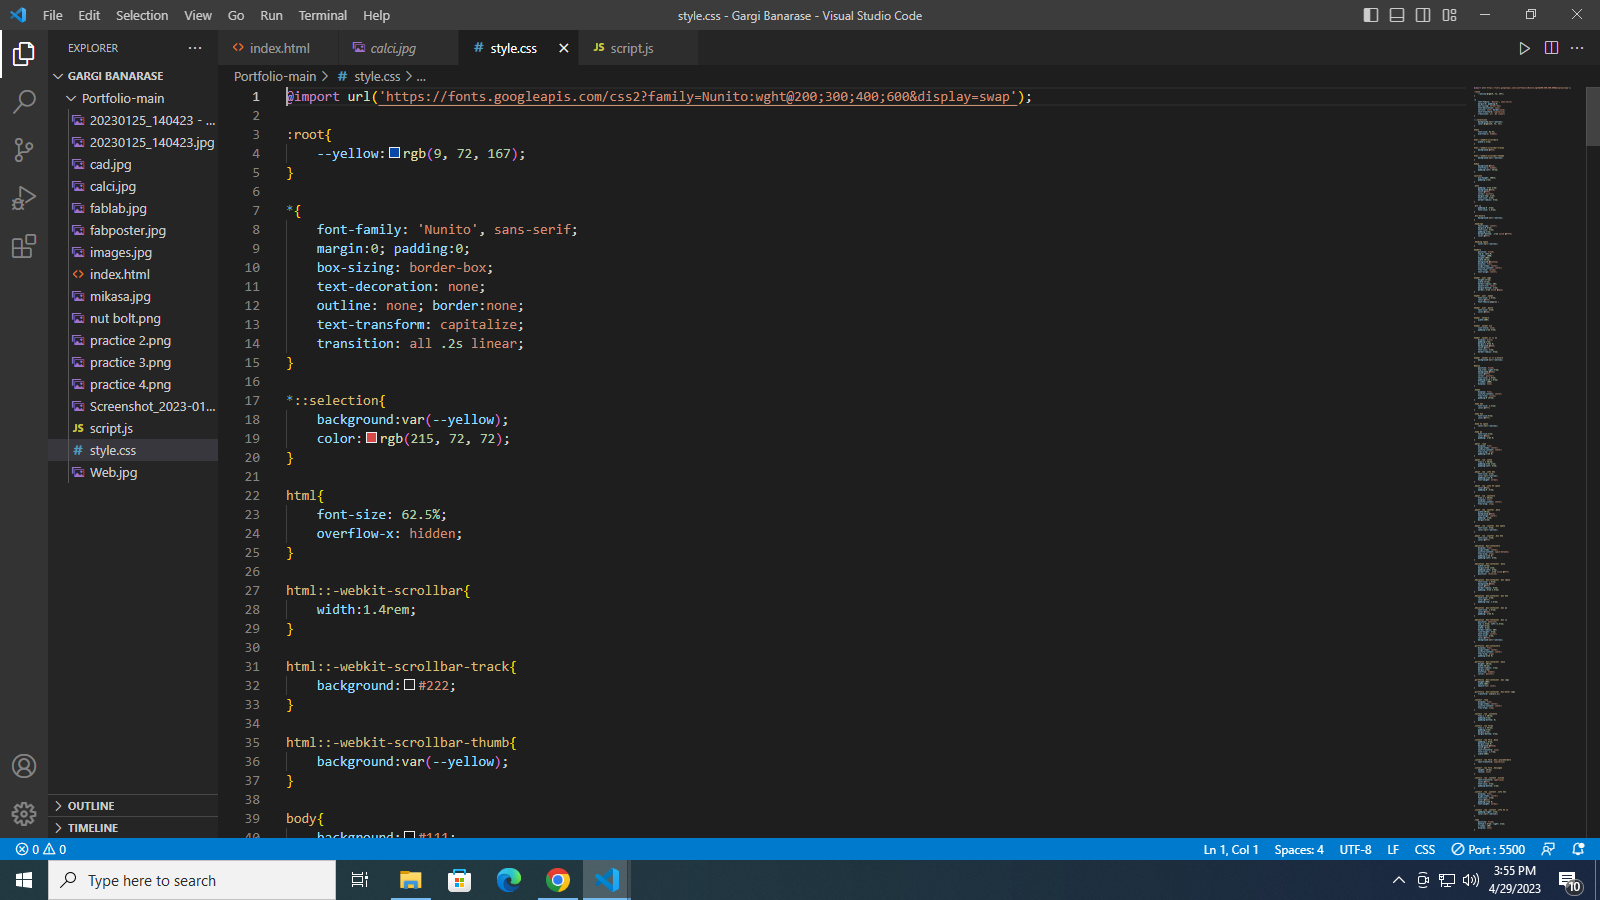 File Edit Selection View Go Run Terminal Help
style.css - Gargi Banarase - Visual Studio Code
EXPLORER
GARGI BANARASE
Portfolio-main
20230125_140423 - ...
20230125_140423.jpg
cad.jpg
calci.jpg
fablab.jpg
fabposter.jpg
images.jpg
index.html
mikasa.jpg
nut bolt.png
practice 2.png
practice 3.png
practice 4.png
Screenshot_2023-01...
JS script.js
# style.css
Web.jpg
OUTLINE
TIMELINE
index.html calci.jpg # style.css JS script.js
Portfolio-main > # style.css > ...
1 @import url('https://fonts.googleapis.com/css2?family=Nunito:wght@200;300;400;600&display=swap');
2
3 :root{
4 --yellow: rgb(9, 72, 167);
5 }
6
7 *{
8 font-family: 'Nunito', sans-serif;
9 margin:0; padding:0;
10 box-sizing: border-box;
11 text-decoration: none;
12 outline: none; border:none;
13 text-transform: capitalize;
14 transition: all .2s linear;
15 }
16
17 *::selection{
18 background:var(--yellow);
19 color: rgb(215, 72, 72);
20 }
21
22 html{
23 font-size: 62.5%;
24 overflow-x: hidden;
25 }
26
27 html::-webkit-scrollbar{
28 width:1.4rem;
29 }
30
31 html::-webkit-scrollbar-track{
32 background: #222;
33 }
34
35 html::-webkit-scrollbar-thumb{
36 background:var(--yellow);
37 }
38
39 body{
40 background: #111;
0 0
Ln 1, Col 1 Spaces: 4 UTF-8 LF CSS Port : 5500
Type here to search
3:55 PM
4/29/2023
10